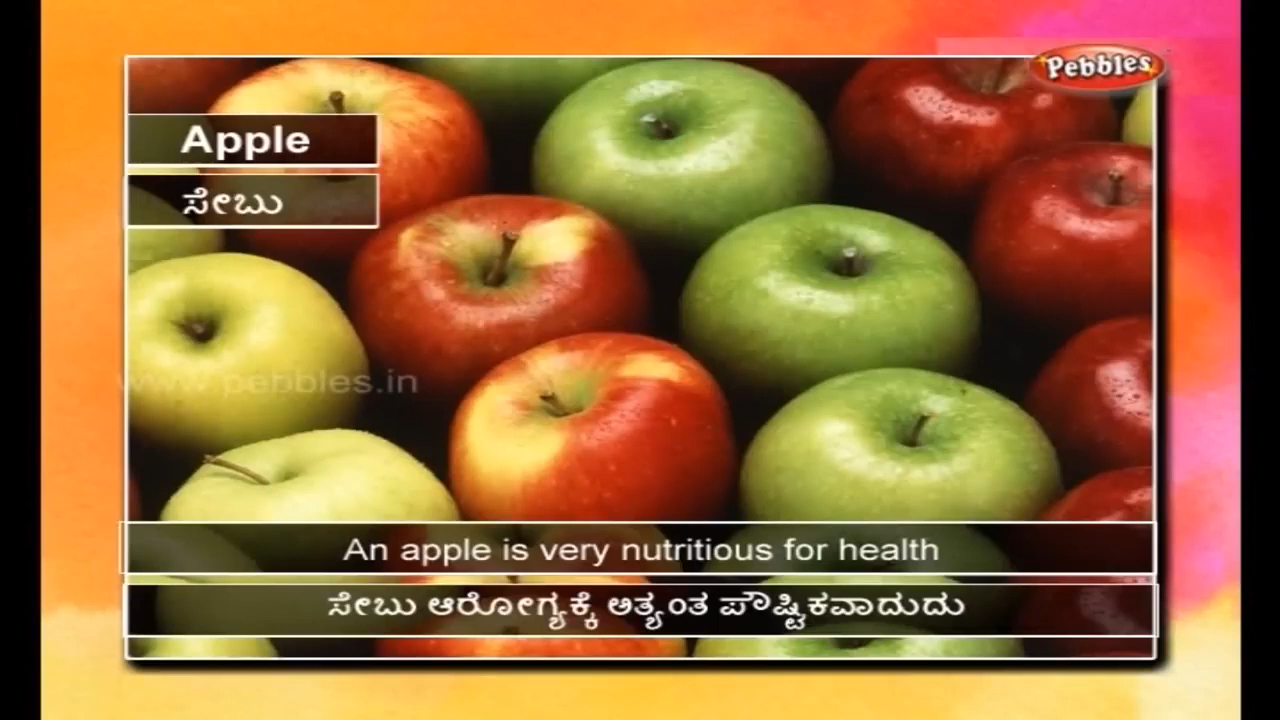 Pebbles
Apple
ಸೇಬು
www.pebbles.in
An apple is very nutritious for health
ಸೇಬು ಆರೋಗ್ಯಕ್ಕೆ ಅತ್ಯಂತ ಪೌಷ್ಟಿಕವಾದುದು